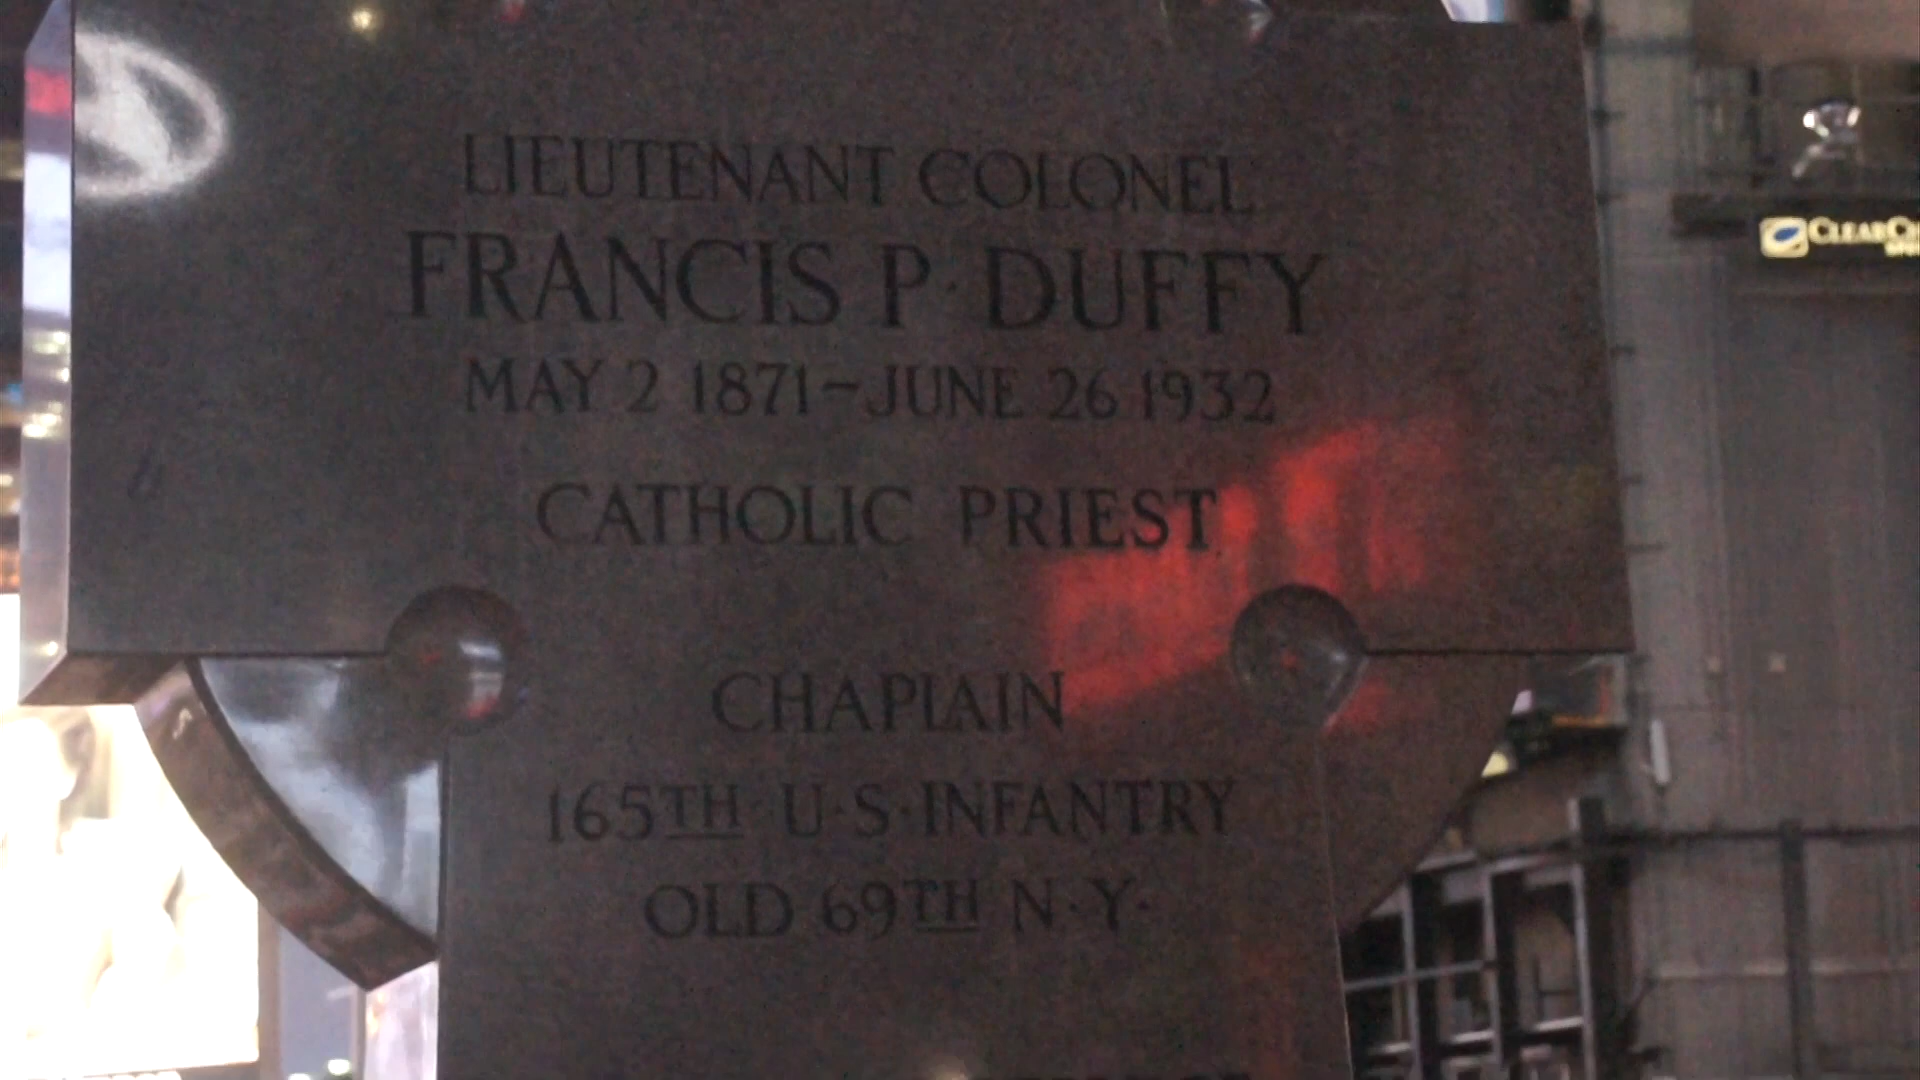 LIEUTENANT COLONEL
FRANCIS P· DUFFY
MAY 2 1871–JUNE 26 1932
CATHOLIC PRIEST
CHAPLAIN
165TH U·S·INFANTRY
OLD 69TH N·Y·